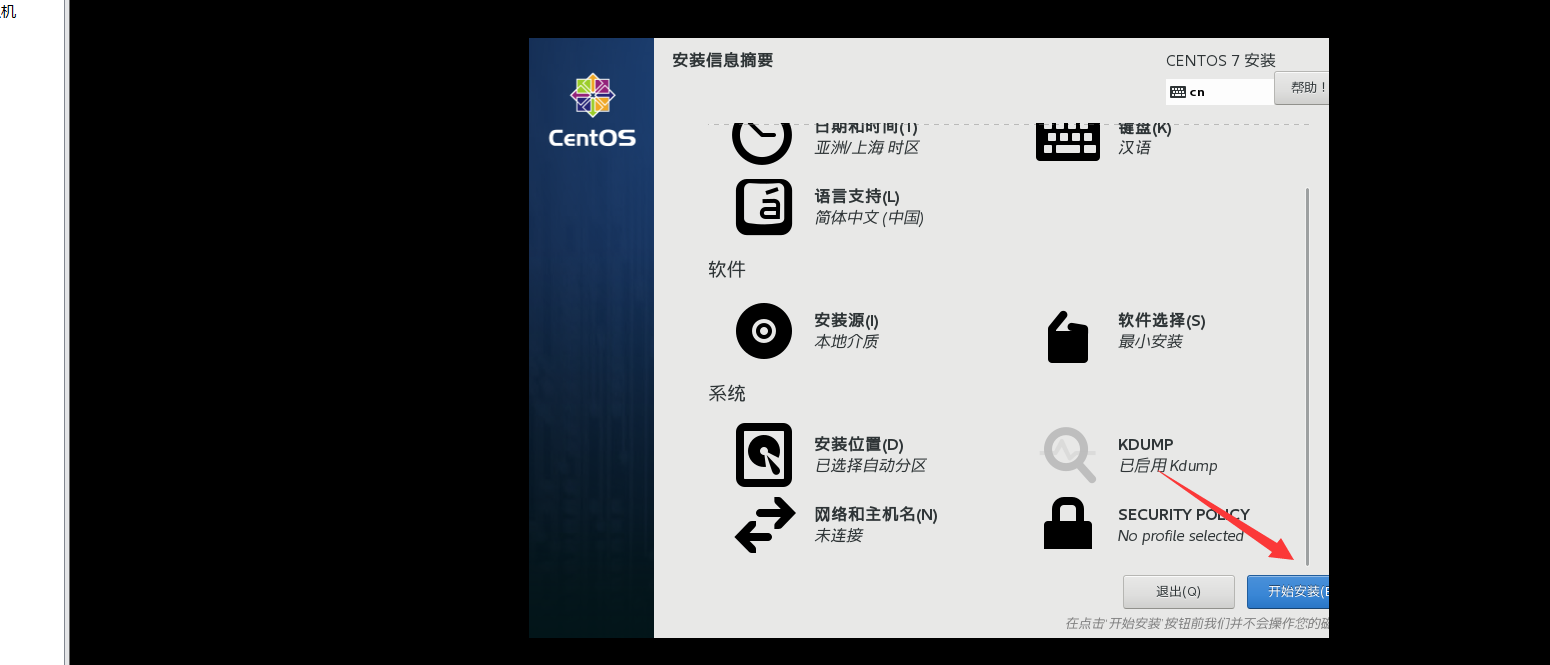 机
安装信息摘要
CENTOS 7 安装
cn
帮助！
CentOS
日期和时间(T)
亚洲/上海 时区
键盘(K)
汉语
语言支持(L)
简体中文 (中国)
软件
安装源(I)
本地介质
软件选择(S)
最小安装
系统
安装位置(D)
已选择自动分区
KDUMP
已启用 Kdump
网络和主机名(N)
未连接
SECURITY POLICY
No profile selected
退出(Q)
开始安装(B
在点击'开始安装'按钮前我们并不会操作您的磁